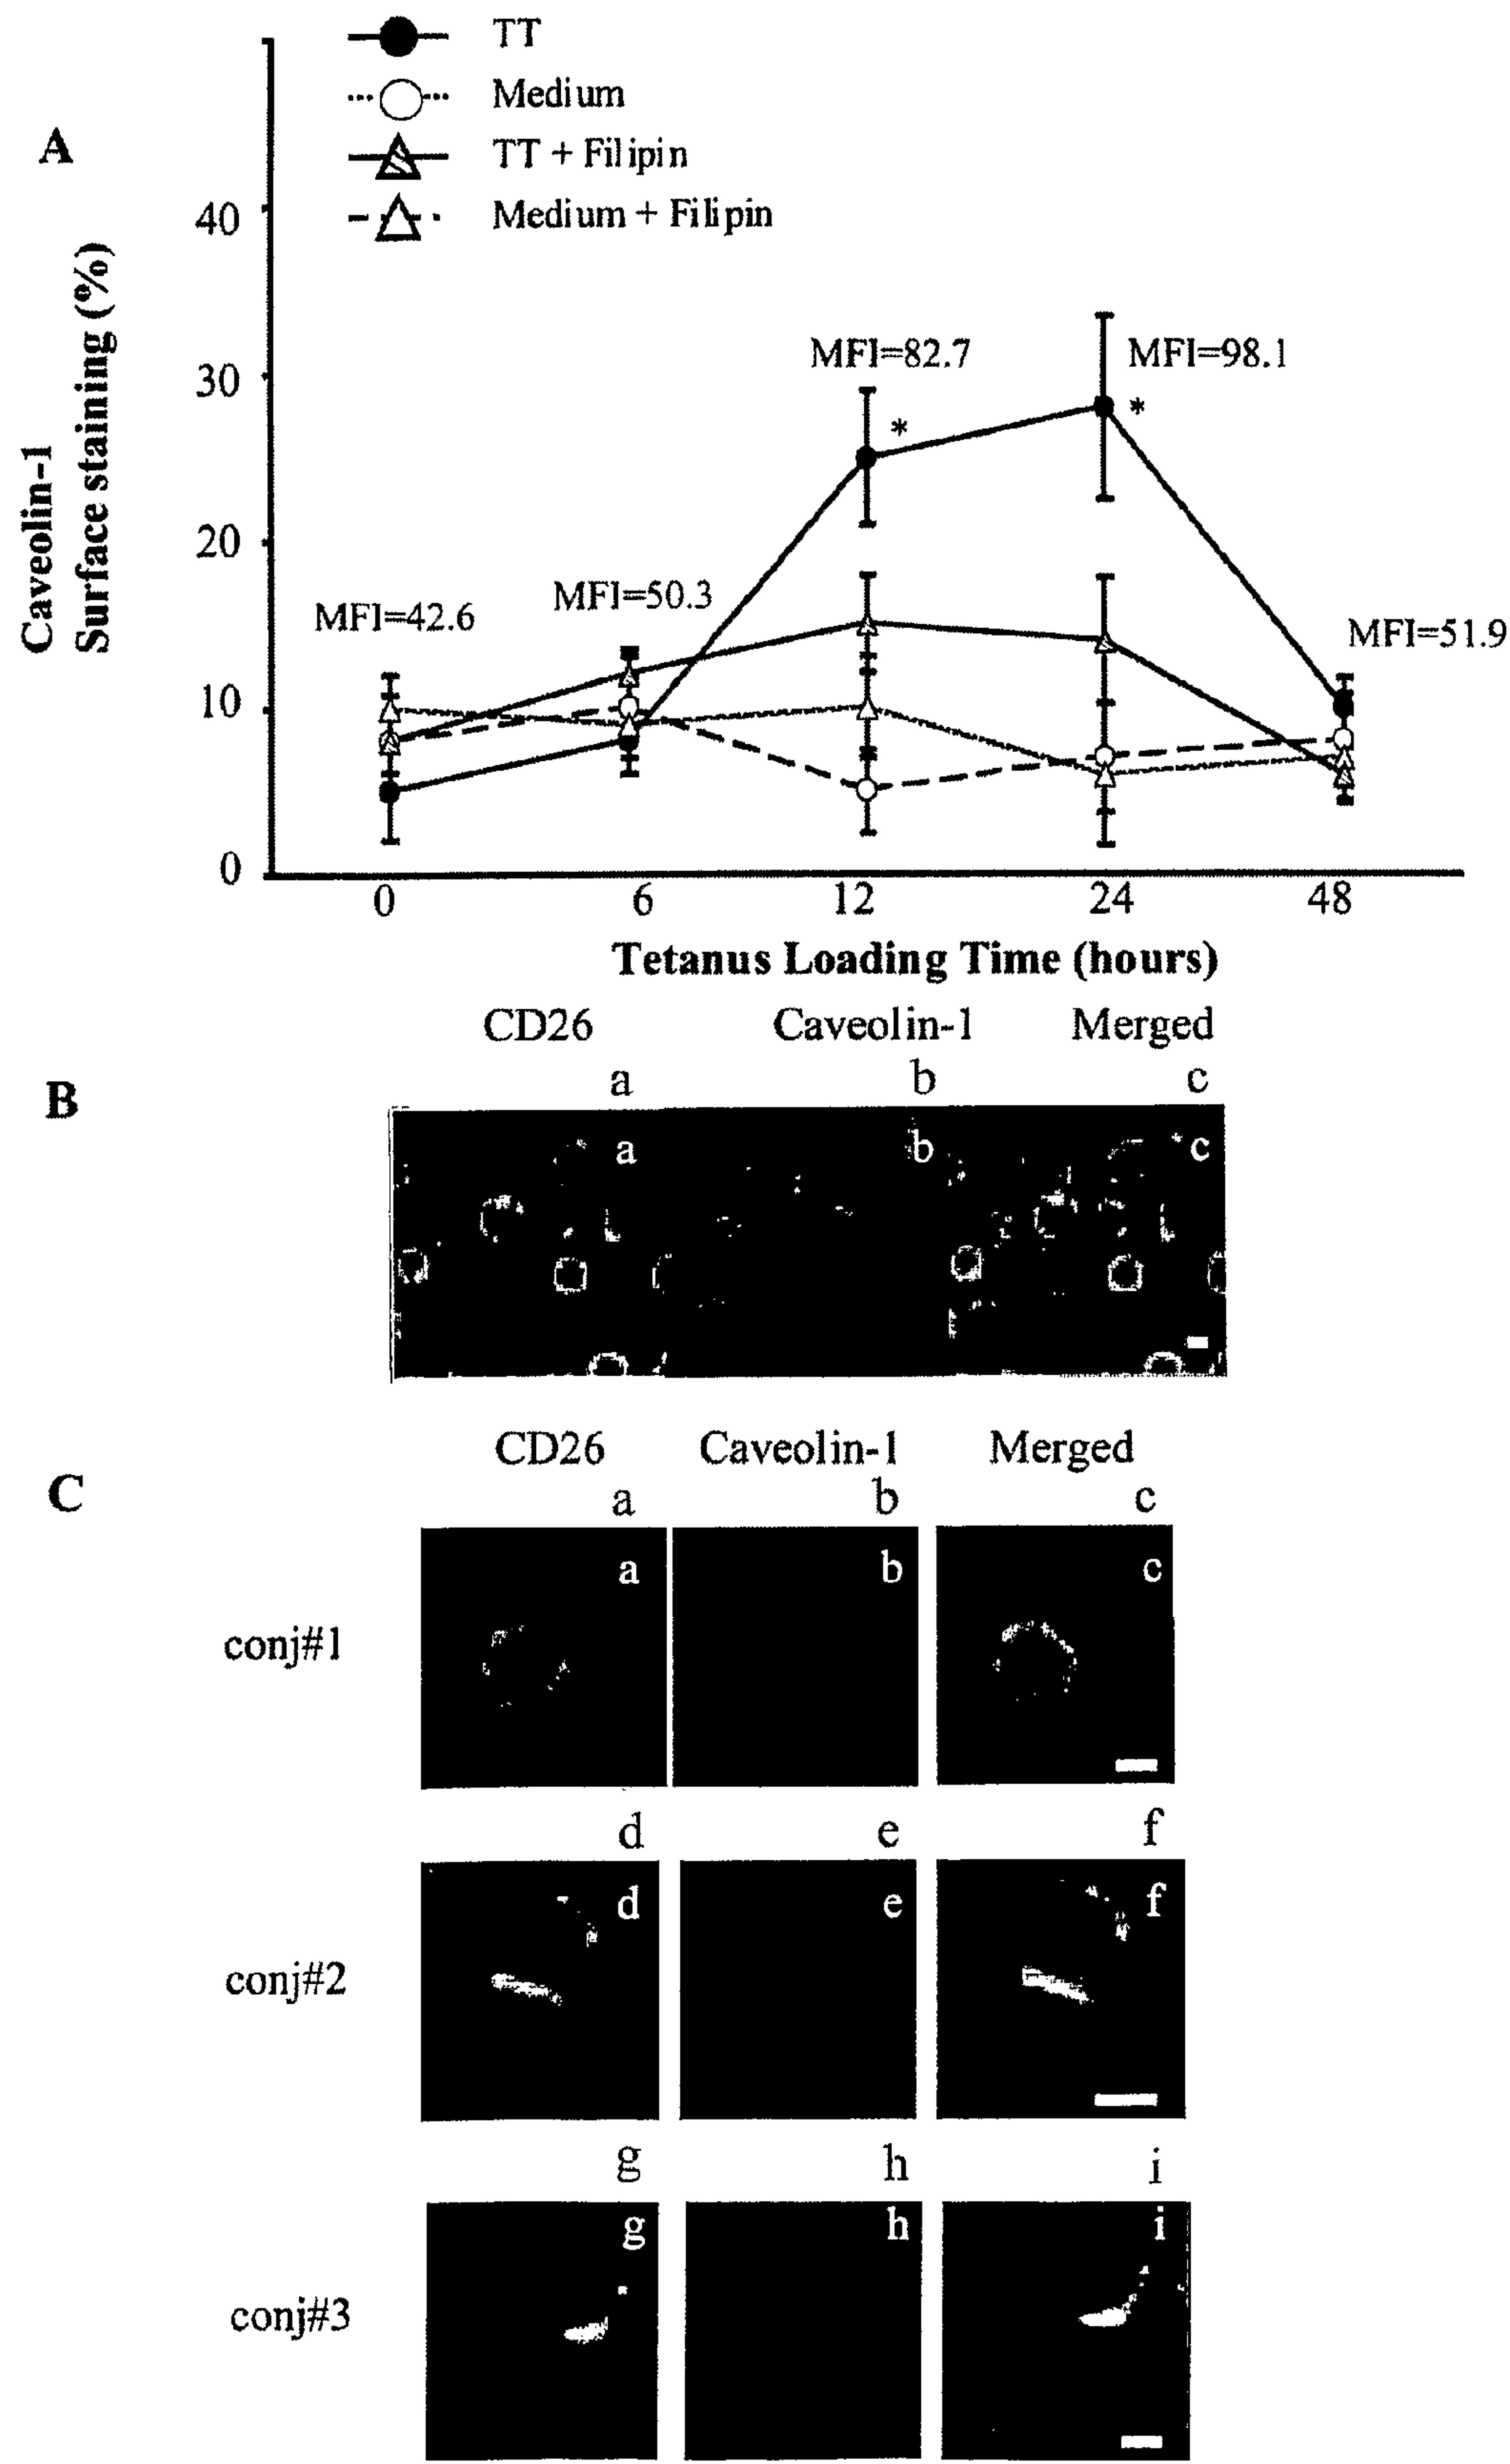 TT
Medium
A
TT + Filipin
Medium + Filipin
40
30
20
10
0
Caveolin-1
Surface staining (%)
MFI=42.6
MFI=50.3
MFI=82.7
*
MFI=98.1
*
MFI=51.9
0 6 12 24 48
Tetanus Loading Time (hours)
CD26 Caveolin-1 Merged
B
a b c
a b c
CD26 Caveolin-1 Merged
C
a b c
a b c
conj#1
d e f
d e f
conj#2
g h i
g h i
conj#3